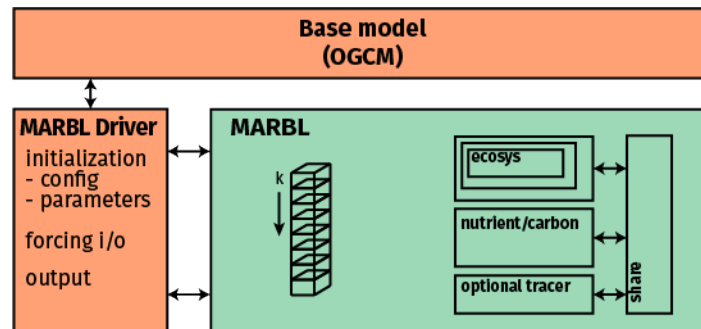 Base model
(OGCM)
MARBL Driver
initialization
- config
- parameters
forcing i/o
output
MARBL
k
ecosys
nutrient/carbon
optional tracer
share